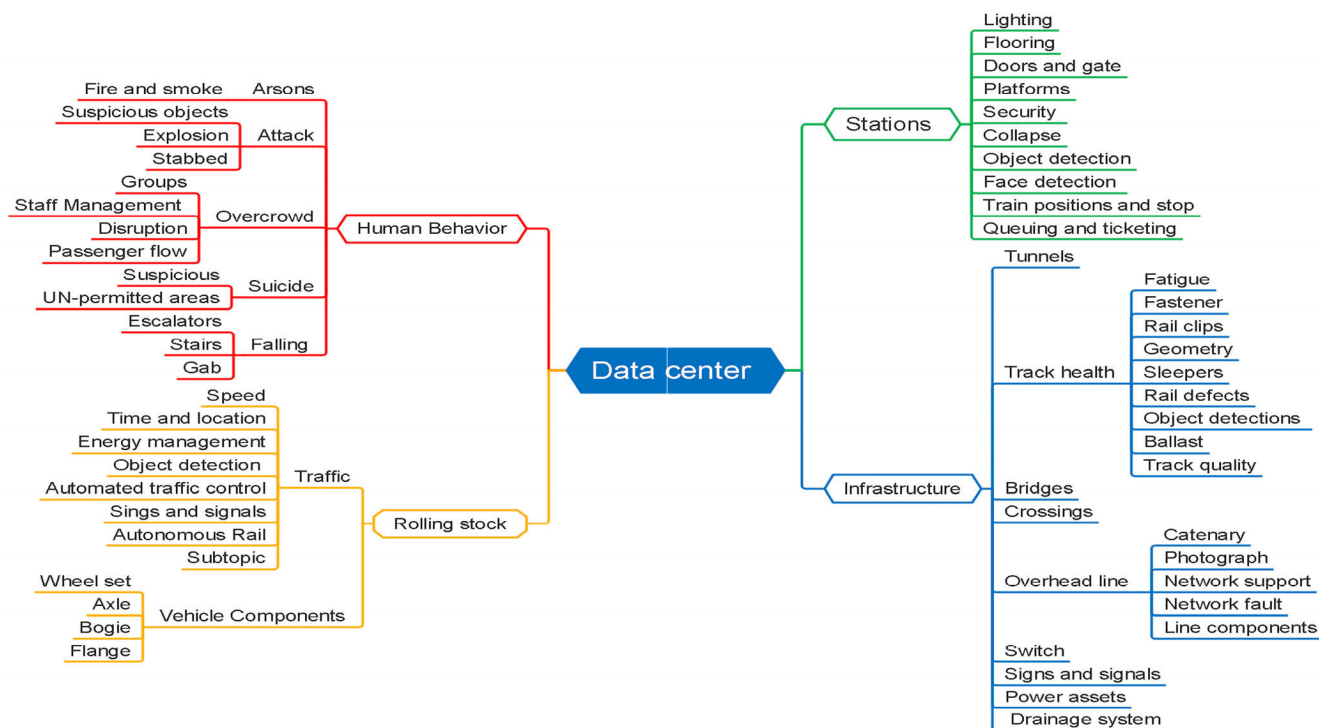 Data center
Human Behavior
Arsons
Fire and smoke
Attack
Suspicious objects
Explosion
Stabbed
Overcrowd
Groups
Staff Management
Disruption
Passenger flow
Suicide
Suspicious
UN-permitted areas
Falling
Escalators
Stairs
Gab
Rolling stock
Traffic
Speed
Time and location
Energy management
Object detection
Automated traffic control
Sings and signals
Autonomous Rail
Subtopic
Vehicle Components
Wheel set
Axle
Bogie
Flange
Stations
Lighting
Flooring
Doors and gate
Platforms
Security
Collapse
Object detection
Face detection
Train positions and stop
Queuing and ticketing
Infrastructure
Tunnels
Track health
Fatigue
Fastener
Rail clips
Geometry
Sleepers
Rail defects
Object detections
Ballast
Track quality
Bridges
Crossings
Overhead line
Catenary
Photograph
Network support
Network fault
Line components
Switch
Signs and signals
Power assets
Drainage system